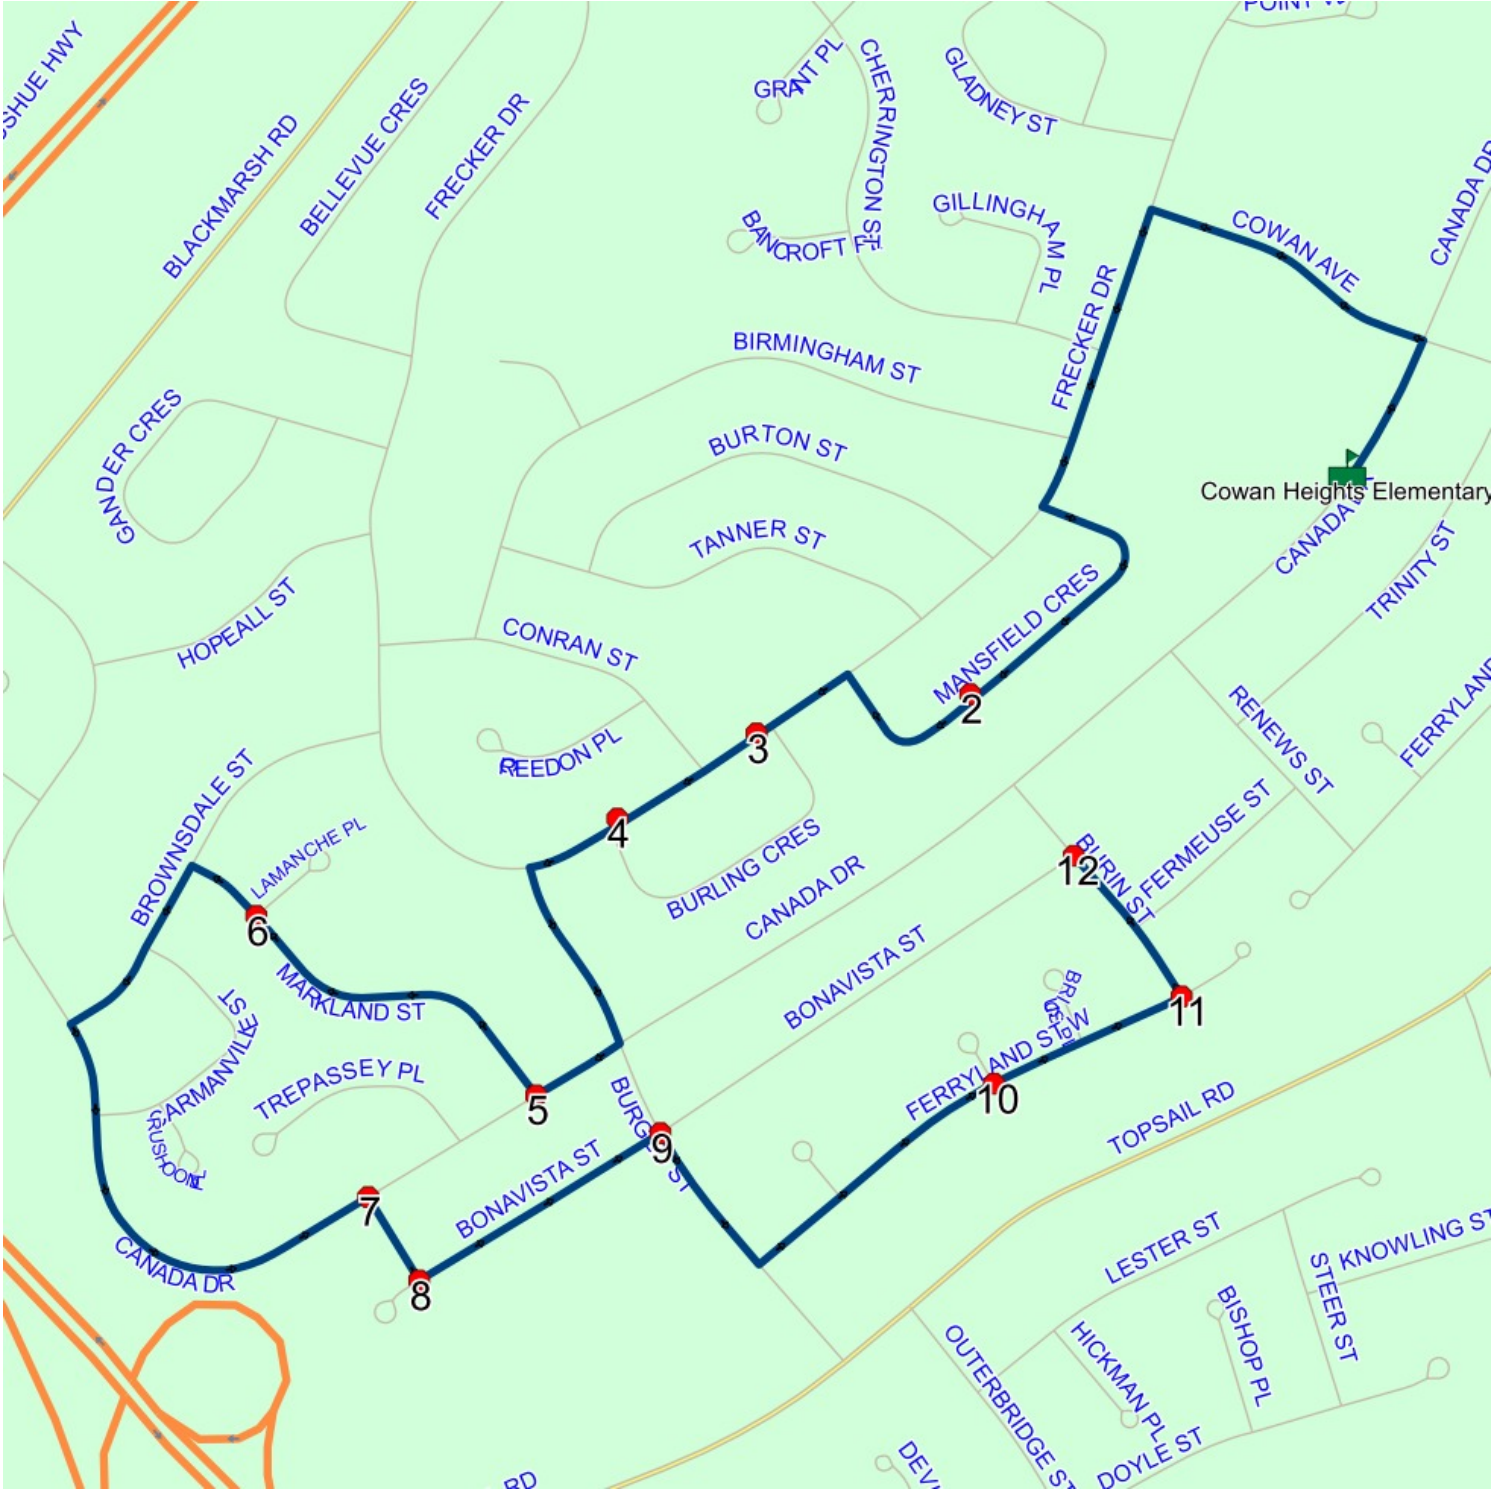 SHUE HWY
BLACKMARSH RD
BELLEVUE CRES
FRECKER DR
GRANT PL
CHERRINGTON ST
GLADNEY ST
CANADA DR
GILLINGHAM PL
BANCROFT
COWAN AVE
FRECKER DR
BIRMINGHAM ST
BURTON ST
GANDER CRES
TANNER ST
Cowan Heights Elementary
CANADA
TRINITY ST
HOPEALL ST
CONRAN ST
MANSFIELD CRES
2
RENEWS ST
FERRYLAND
REEDON PL
3
4
BROWNSDALE ST
LAMANCHE PL
BURLING CRES
CANADA DR
12
BURIN ST
FERMEUSE ST
6
MARKLAND ST
BONAVISTA ST
11
CARMANVILLE ST
TREPASSEY PL
5
FERRYLAND ST W
10
TOPSAIL RD
9
BONAVISTA ST
7
8
CANADA DR
LESTER ST
KNOWLING ST
STEER ST
BISHOP PL
HICKMAN PL
OUTERBRIDGE ST
DOYLE ST
RD